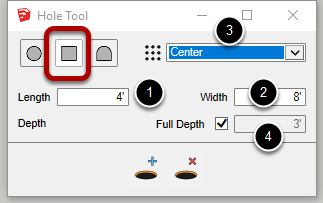 Hole Tool
3
Center
Length 4' 1 Width 2 8'
Depth Full Depth 3'
4